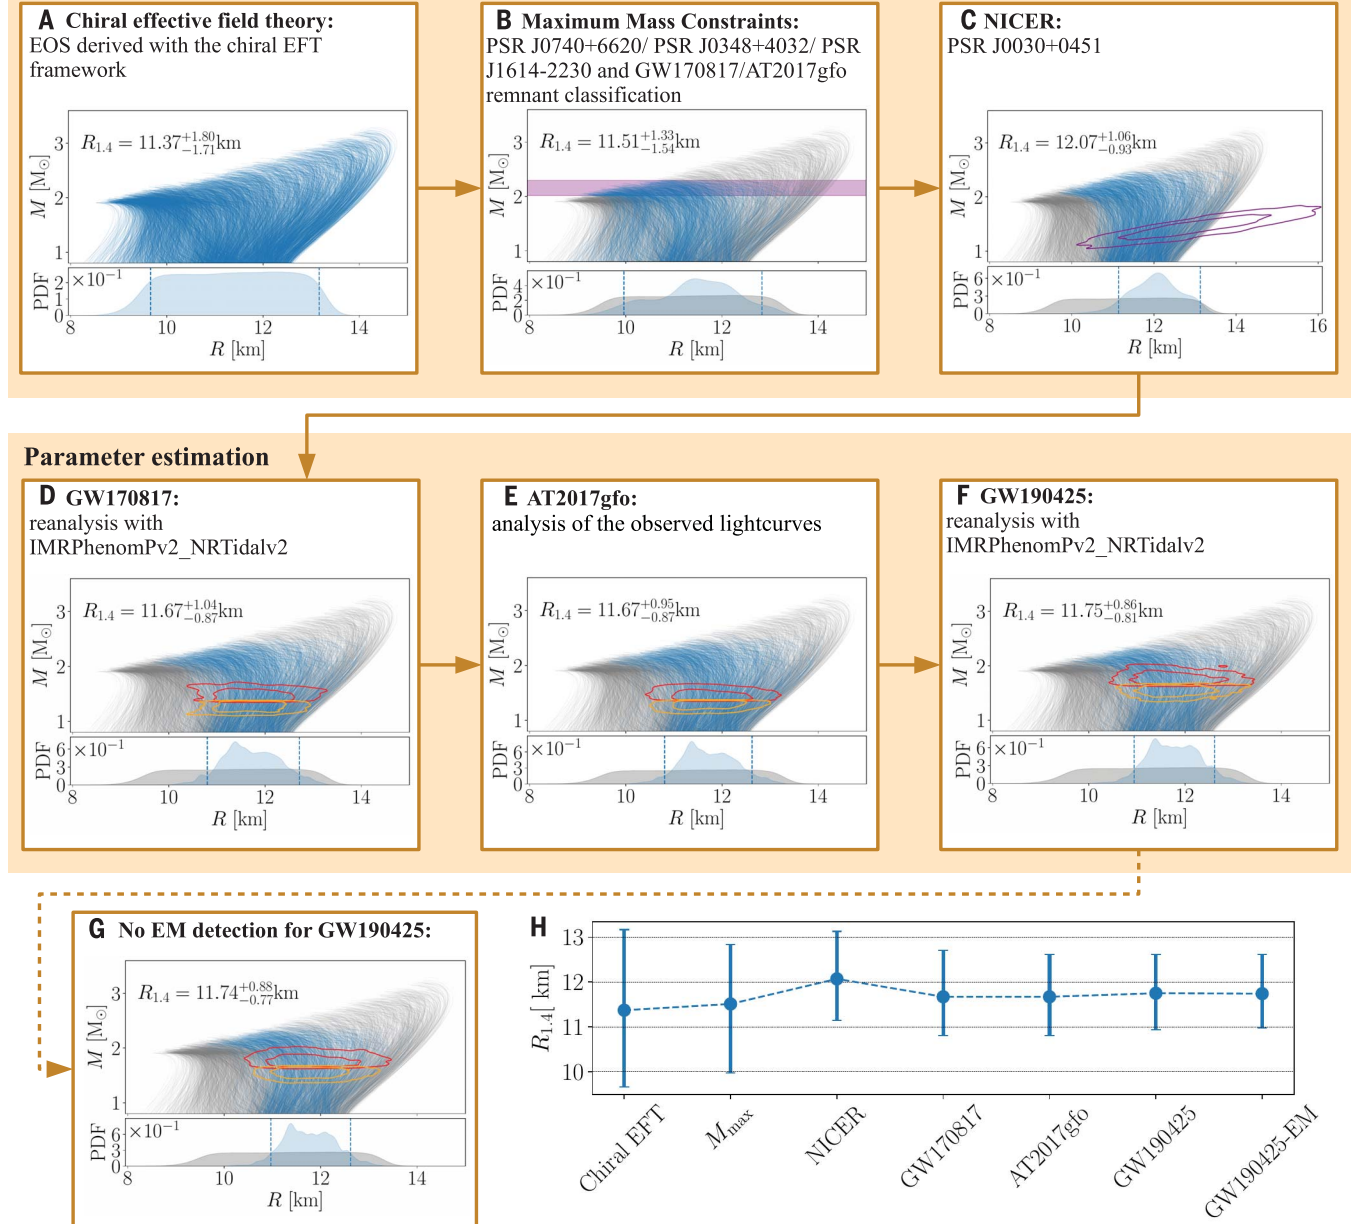 A Chiral effective field theory:
EOS derived with the chiral EFT
framework
R1.4 = 11.37+1.80−1.71km
M [M⊙]
3
2
1
PDF
×10−1
2
1
0
8 10 12 14
R [km]
B Maximum Mass Constraints:
PSR J0740+6620/ PSR J0348+4032/ PSR
J1614-2230 and GW170817/AT2017gfo
remnant classification
R1.4 = 11.51+1.33−1.54km
M [M⊙]
3
2
1
PDF
×10−1
4
2
0
8 10 12 14
R [km]
C NICER:
PSR J0030+0451
R1.4 = 12.07+1.06−0.93km
M [M⊙]
3
2
1
PDF
×10−1
6
3
0
8 10 12 14 16
R [km]
Parameter estimation
D GW170817:
reanalysis with
IMRPhenomPv2_NRTidalv2
R1.4 = 11.67+1.04−0.87km
M [M⊙]
3
2
1
PDF
×10−1
6
3
0
8 10 12 14
R [km]
E AT2017gfo:
analysis of the observed lightcurves
R1.4 = 11.67+0.95−0.87km
M [M⊙]
3
2
1
PDF
×10−1
6
3
0
8 10 12 14
R [km]
F GW190425:
reanalysis with
IMRPhenomPv2_NRTidalv2
R1.4 = 11.75+0.86−0.81km
M [M⊙]
3
2
1
PDF
×10−1
6
3
0
8 10 12 14
R [km]
G No EM detection for GW190425:
R1.4 = 11.74+0.88−0.77km
M [M⊙]
3
2
1
PDF
×10−1
6
3
0
8 10 12 14
R [km]
H
R1.4[ km]
13
12
11
10
Chiral EFT
Mmax
NICER
GW170817
AT2017gfo
GW190425
GW190425-EM